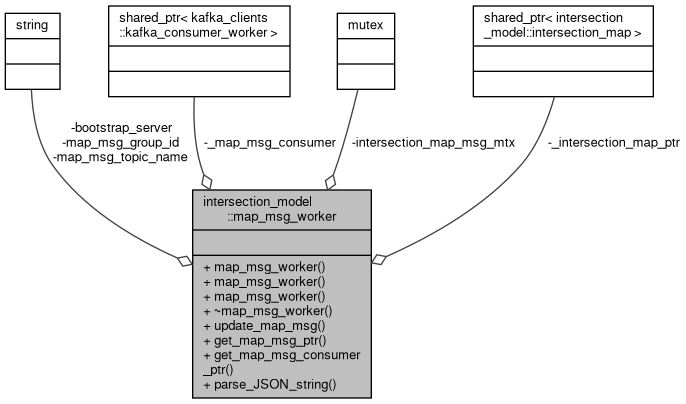 string
shared_ptr< kafka_clients
::kafka_consumer_worker >
mutex
shared_ptr< intersection
_model::intersection_map >
-bootstrap_server
-map_msg_group_id
-map_msg_topic_name
-_map_msg_consumer
-intersection_map_msg_mtx
-_intersection_map_ptr
intersection_model
::map_msg_worker
+ map_msg_worker()
+ map_msg_worker()
+ map_msg_worker()
+ ~map_msg_worker()
+ update_map_msg()
+ get_map_msg_ptr()
+ get_map_msg_consumer
_ptr()
+ parse_JSON_string()